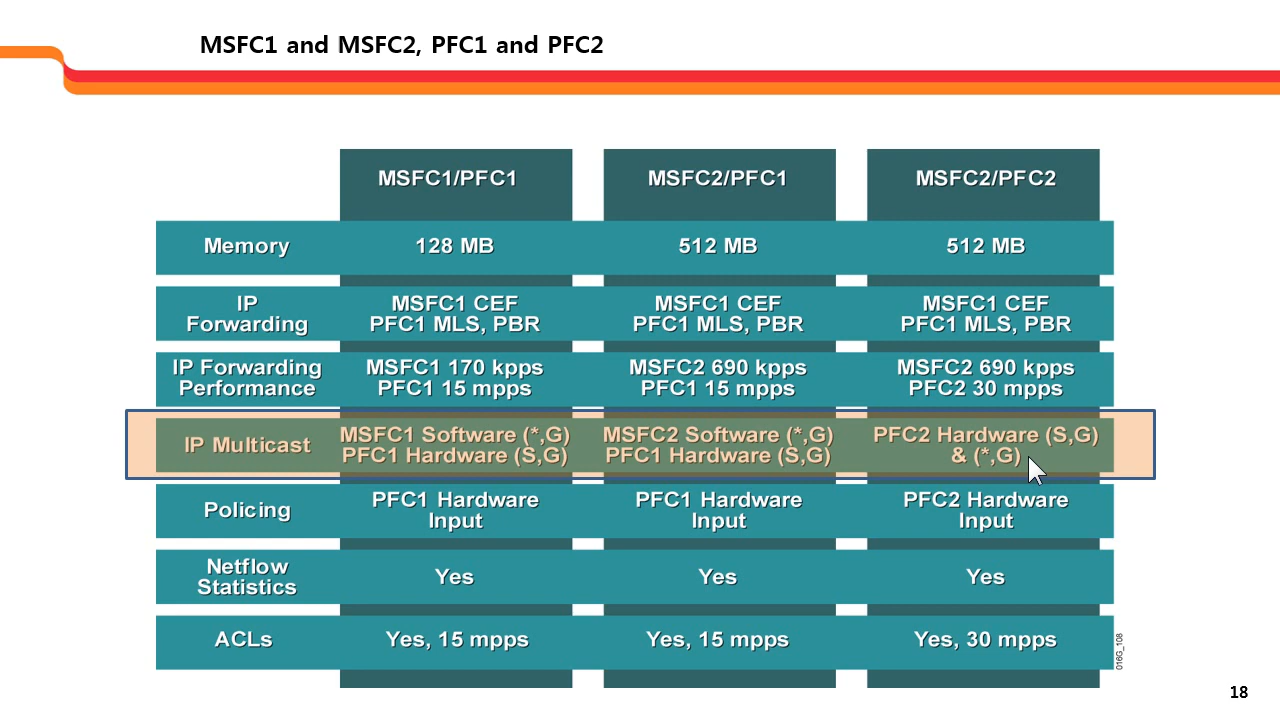 MSFC1 and MSFC2, PFC1 and PFC2
MSFC1/PFC1 MSFC2/PFC1 MSFC2/PFC2
Memory 128 MB 512 MB 512 MB
IP Forwarding
MSFC1 CEF
PFC1 MLS, PBR
MSFC1 CEF
PFC1 MLS, PBR
MSFC1 CEF
PFC1 MLS, PBR
IP Forwarding
Performance
MSFC1 170 kpps
PFC1 15 mpps
MSFC2 690 kpps
PFC1 15 mpps
MSFC2 690 kpps
PFC2 30 mpps
IP Multicast
MSFC1 Software (*,G)
PFC1 Hardware (S,G)
MSFC2 Software (*,G)
PFC1 Hardware (S,G)
PFC2 Hardware (S,G)
& (*,G)
Policing
PFC1 Hardware
Input
PFC1 Hardware
Input
PFC2 Hardware
Input
Netflow
Statistics
Yes
Yes
Yes
ACLs Yes, 15 mpps Yes, 15 mpps Yes, 30 mpps
016G_108
18